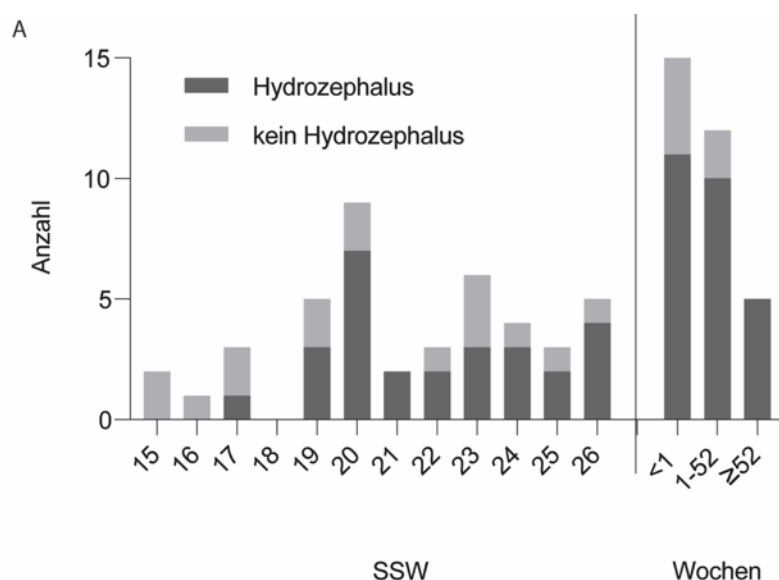 A
15
10
5
0
Anzahl
Hydrozephalus
kein Hydrozephalus
15 16 17 18 19 20 21 22 23 24 25 26 <1 1-52 ≥52
SSW Wochen